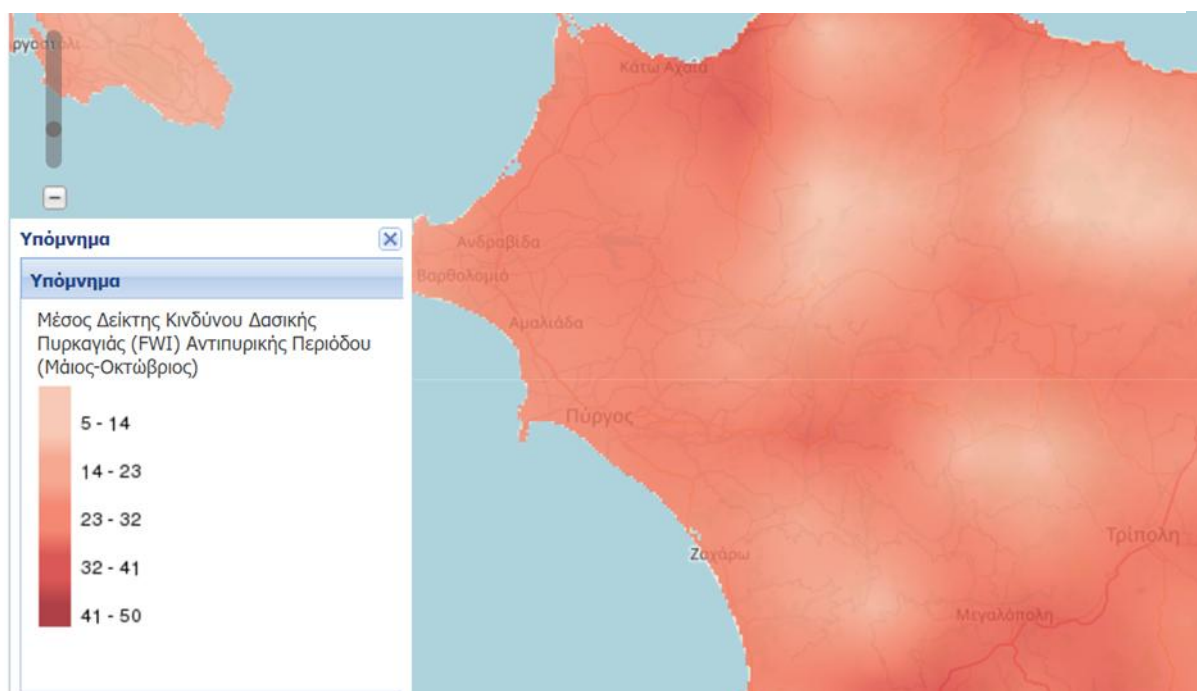 ργοστόλι
Κάτω Αχαΐα
Ανδραβίδα
Βαρθολομιό
Αμαλιάδα
Πύργος
Ζαχάρω
Τρίπολη
Μεγαλόπολη
Υπόμνημα
Υπόμνημα
Μέσος Δείκτης Κινδύνου Δασικής
Πυρκαγιάς (FWI) Αντιπυρικής Περιόδου
(Μάιος-Οκτώβριος)
5 - 14
14 - 23
23 - 32
32 - 41
41 - 50